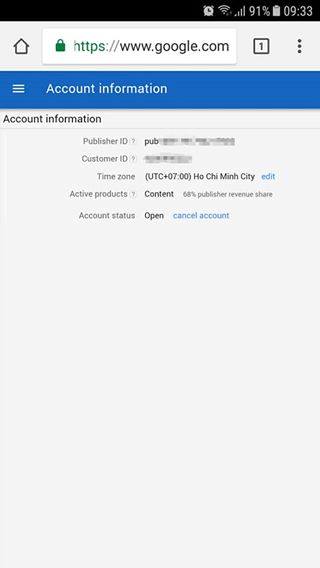 91% 09:33
https://www.google.com 1
Account information
Account information
Publisher ID ? pub
Customer ID ?
Time zone (UTC+07:00) Ho Chi Minh City edit
Active products ? Content 68% publisher revenue share
Account status Open cancel account